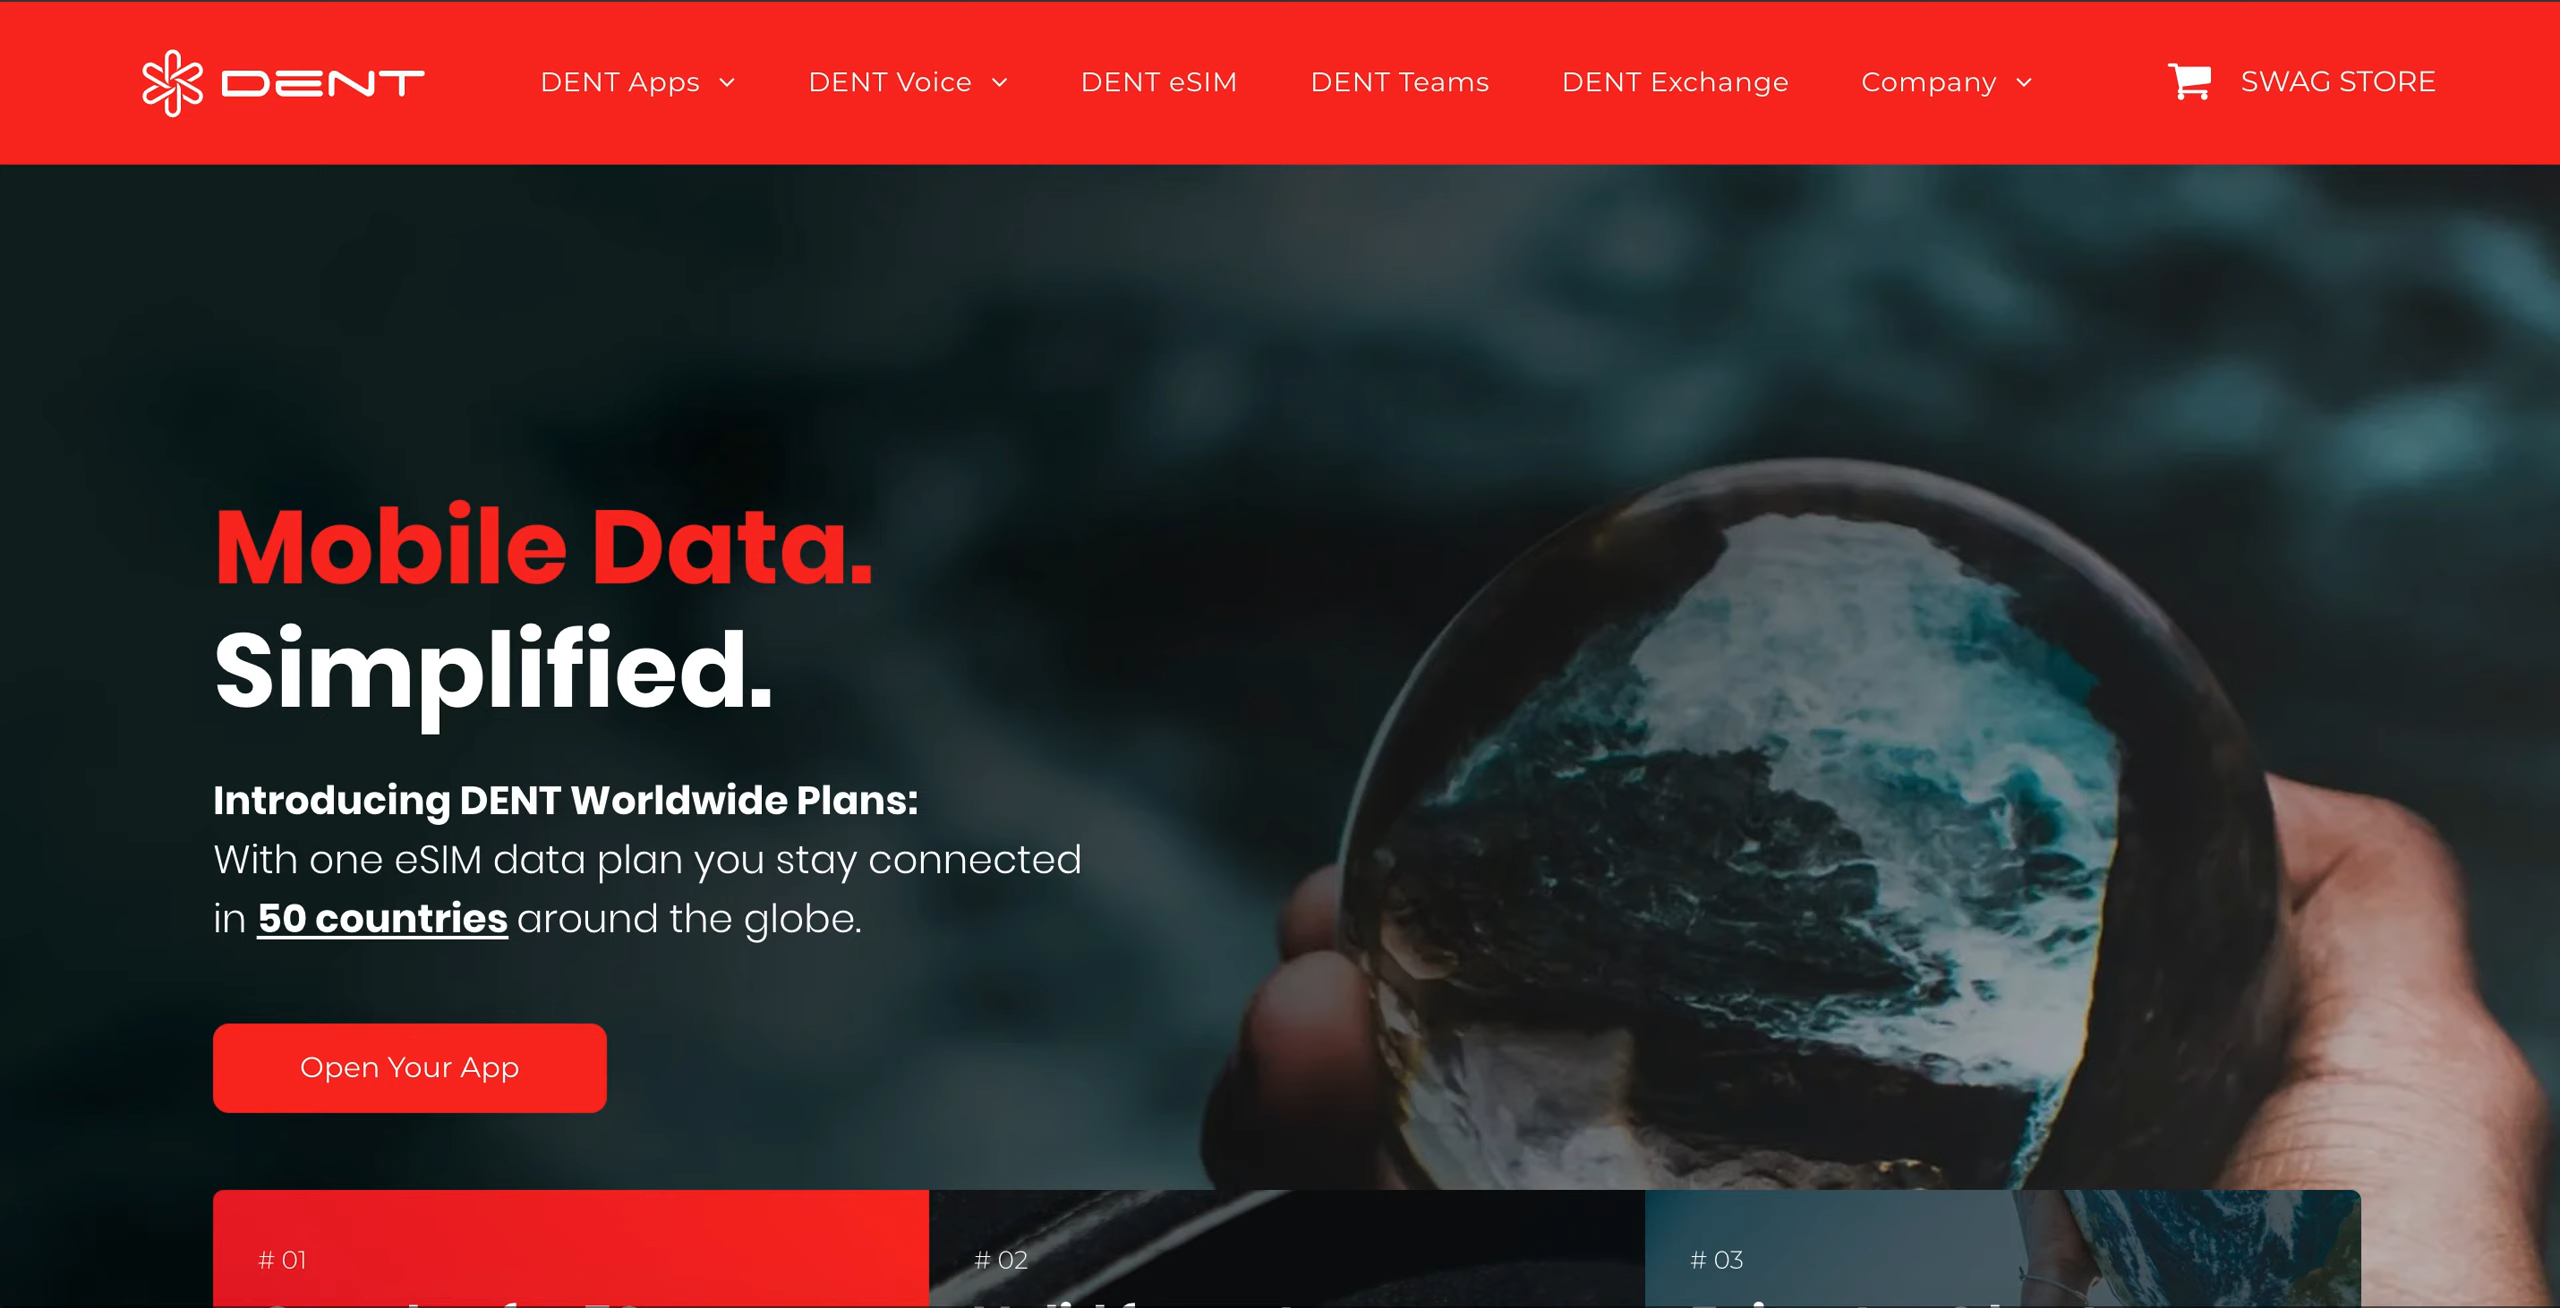 DENT
DENT Apps
DENT Voice
DENT eSIM
DENT Teams
DENT Exchange
Company
SWAG STORE
Mobile Data.
Simplified.
Introducing DENT Worldwide Plans:
With one eSIM data plan you stay connected
in 50 countries around the globe.
Open Your App
# 01
# 02
# 03